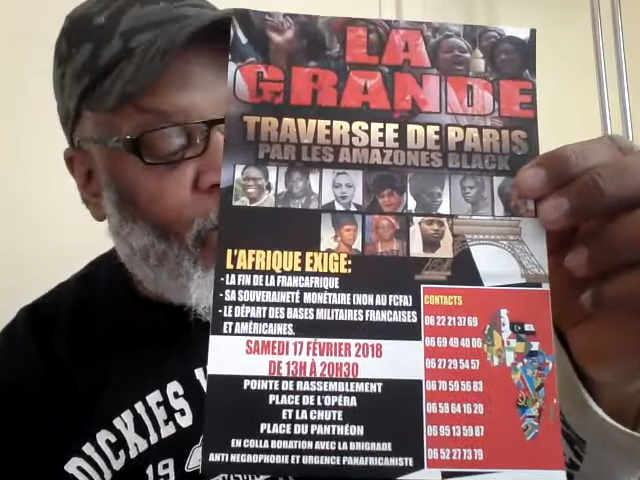 LA
GRANDE
TRAVERSEE DE PARIS
PAR LES AMAZONES BLACK
L'AFRIQUE EXIGE:
- LA FIN DE LA FRANCAFRIQUE
- SA SOUVERAINETÉ MONÉTAIRE (NON AU FCFA)
- LE DÉPART DES BASES MILITAIRES FRANCAISES
ET AMÉRICAINES.
SAMEDI 17 FÉVRIER 2018
DE 13H À 20H30
POINTE DE RASSEMBLEMENT
PLACE DE L'OPÉRA
ET LA CHUTE
PLACE DU PANTHÉON
EN COLLA BORATION AVEC LA BRIGRADE
ANTI NEGROPHOBIE ET URGENCE PANAFRICANISTE
CONTACTS
06 22 21 37 69
06 69 49 40 06
06 27 29 54 57
06 70 59 56 83
06 58 64 16 20
06 95 13 59 87
06 52 27 73 79
DICKIES
19